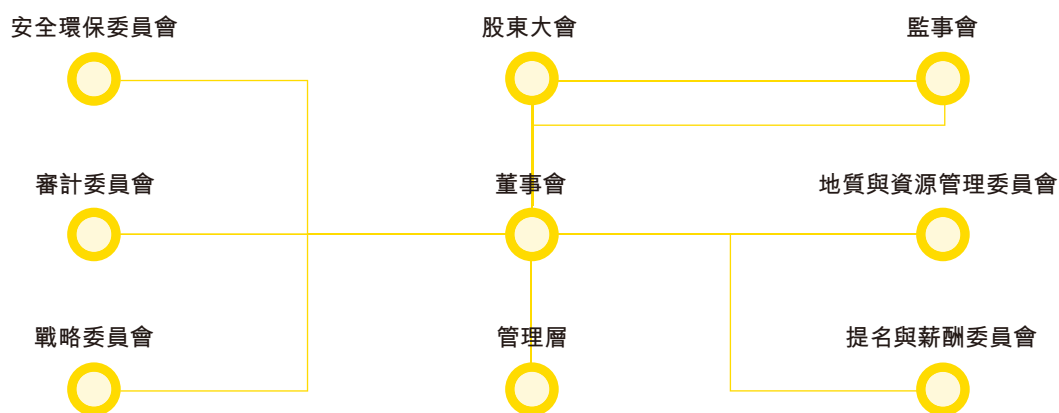 安全環保委員會
股東大會
監事會
審計委員會
董事會
地质與資源管理委員會
戰略委員會
管理層
提名與薪酬委員會